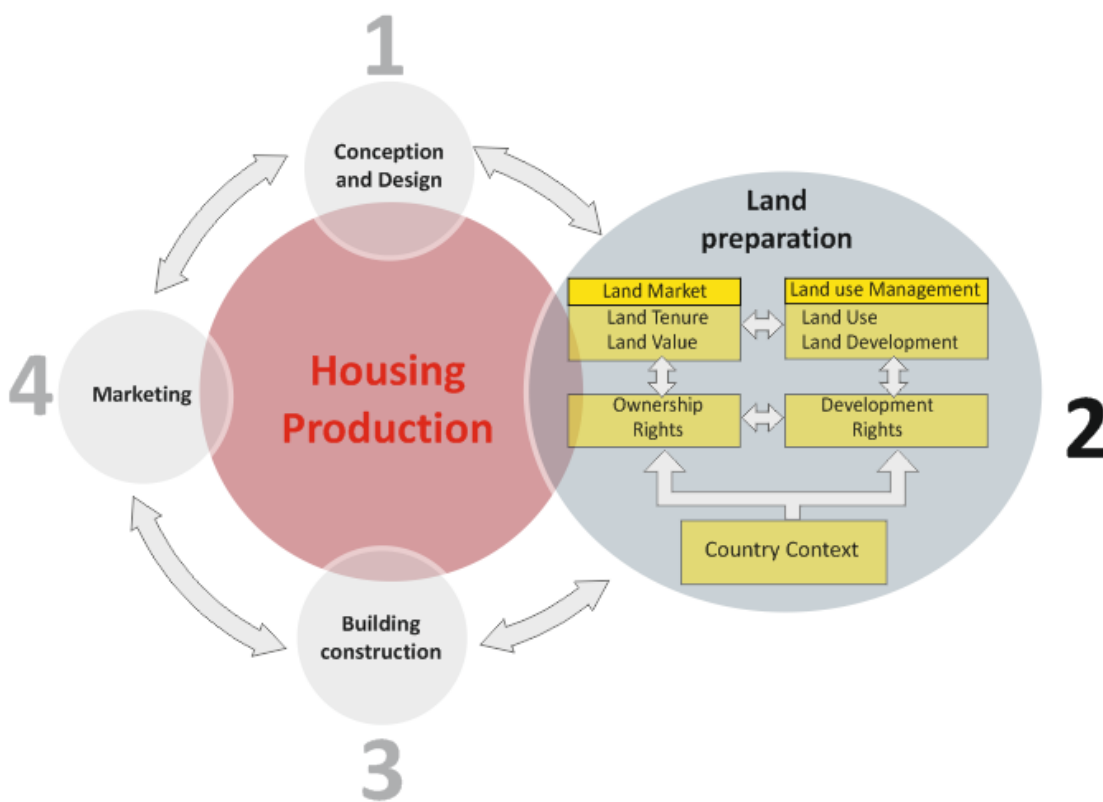 1
Conception
and Design
Land
preparation
Land Market
Land Tenure
Land Value
Land use Management
Land Use
Land Development
Ownership
Rights
Development
Rights
Country Context
2
Housing
Production
4
Marketing
Building
construction
3